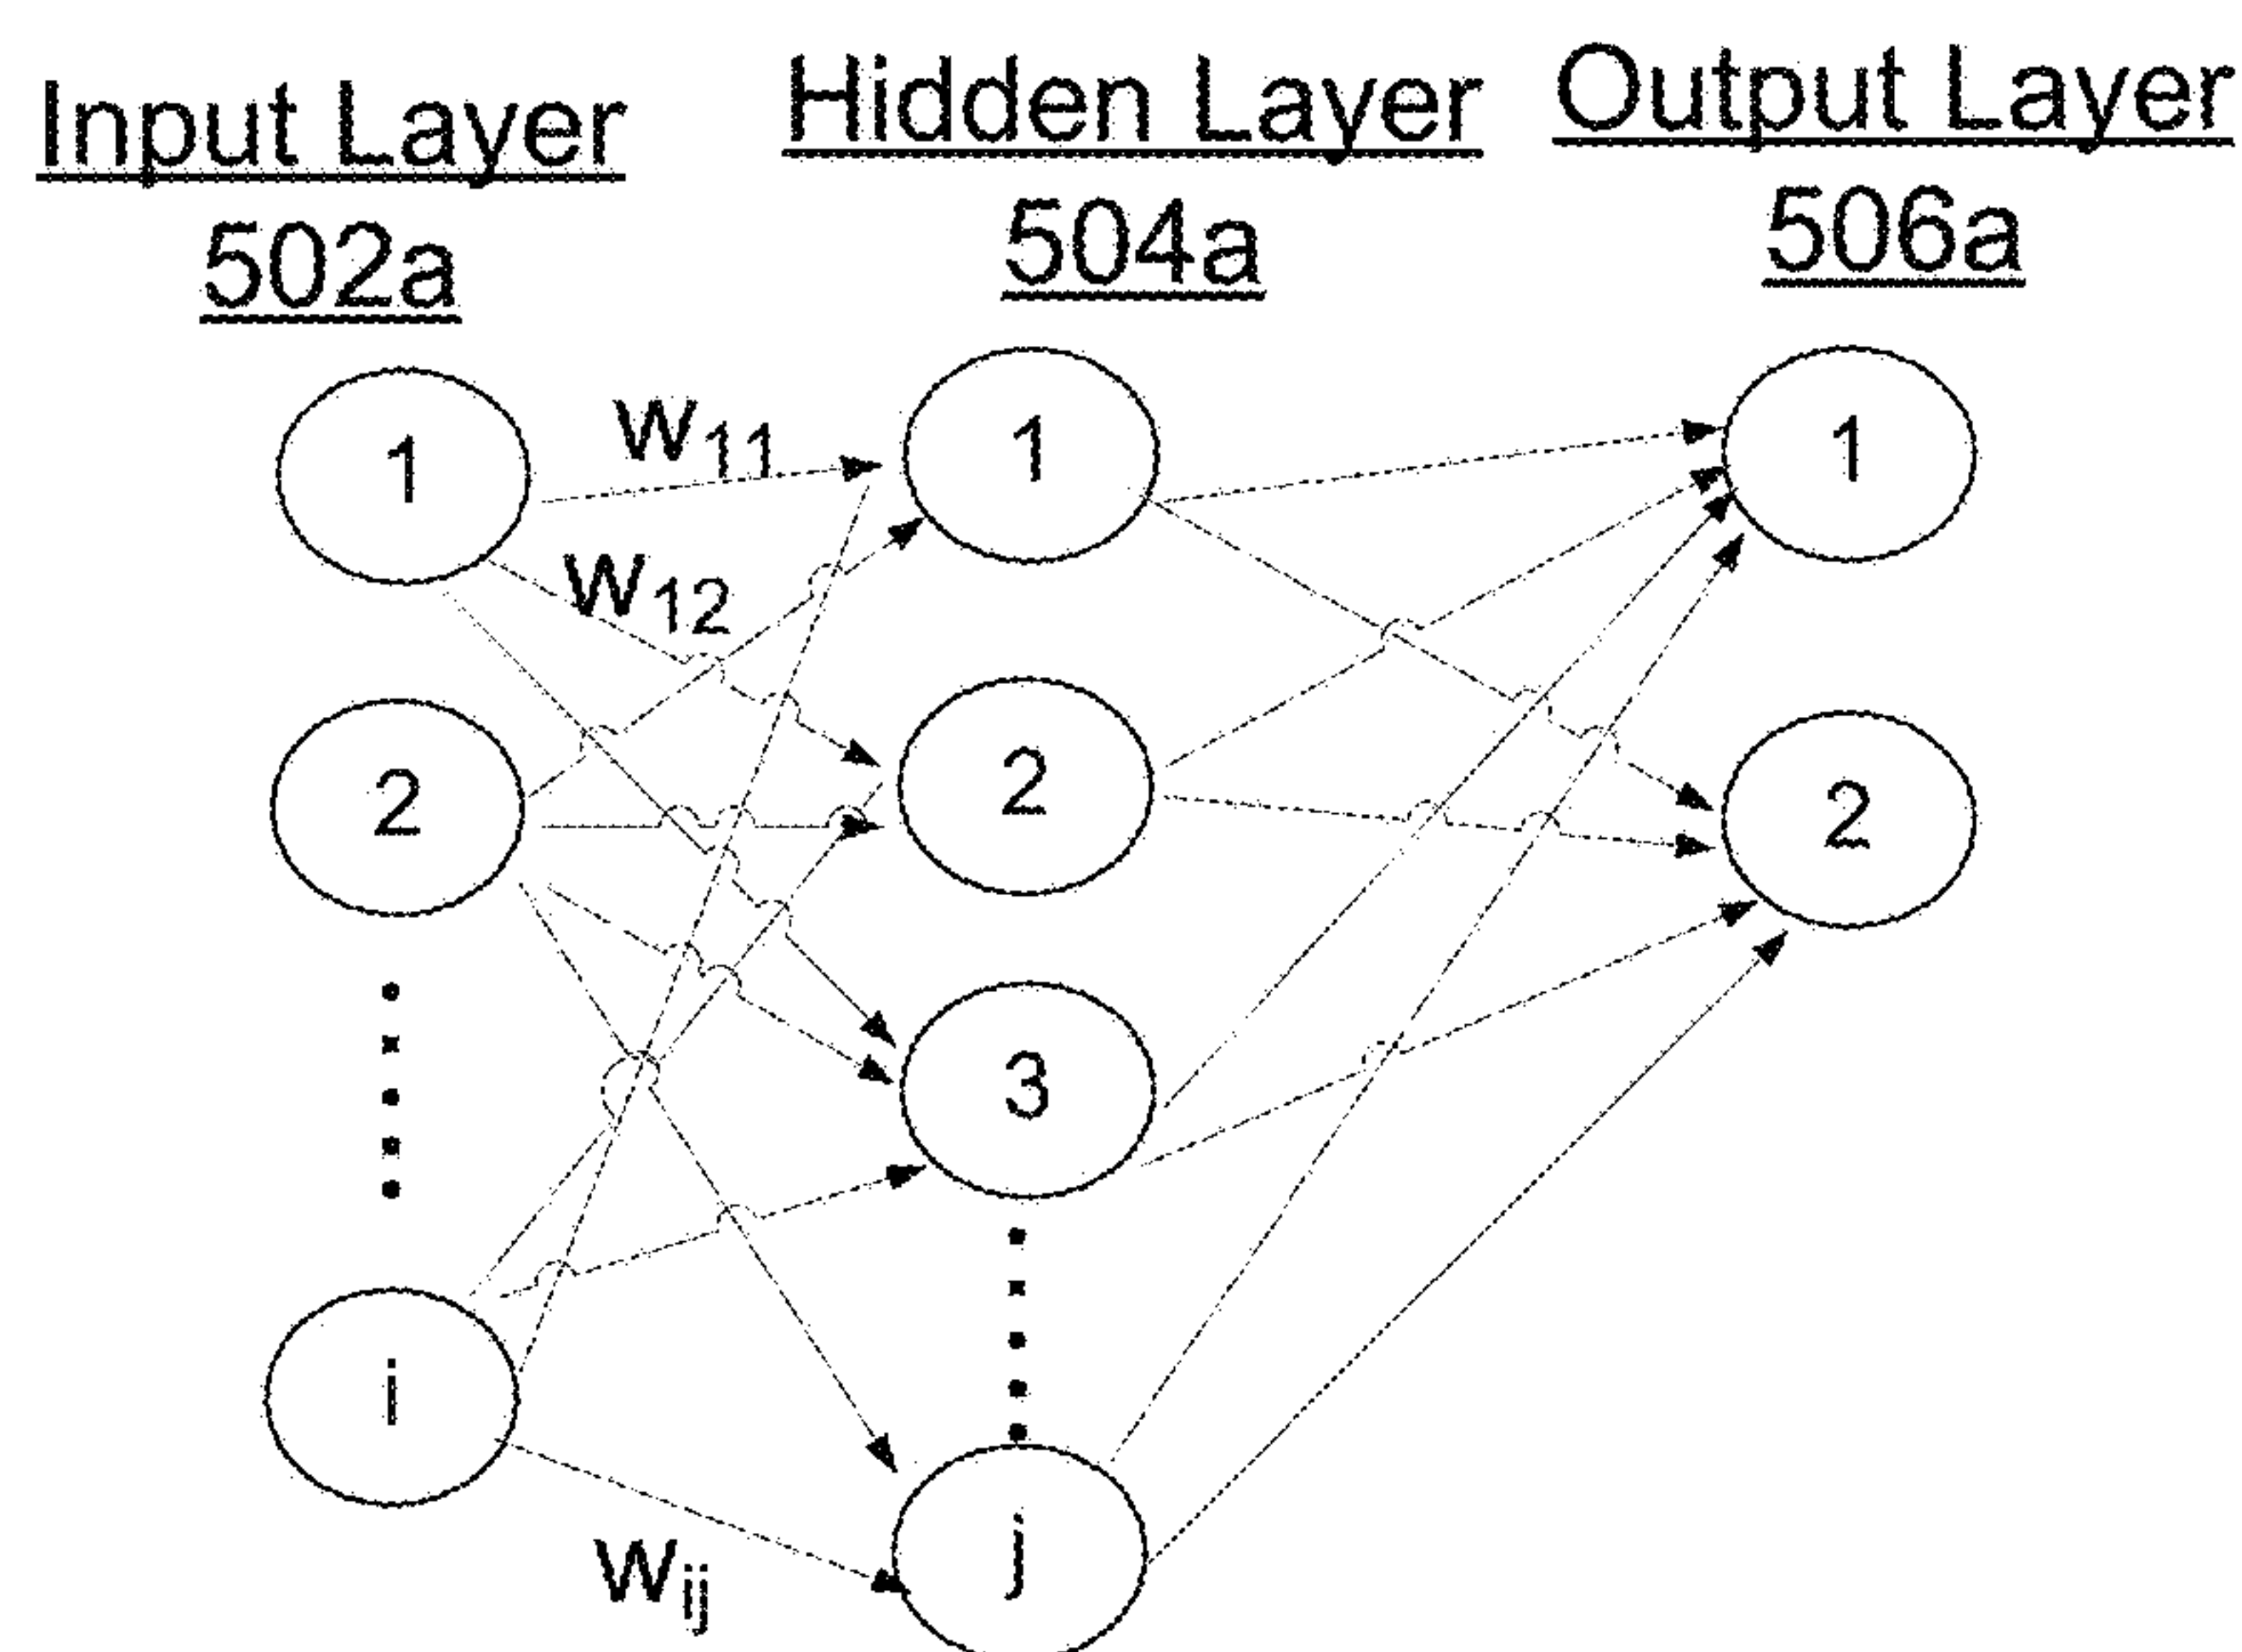 Input Layer
Hidden Layer
Output Layer
502a
504a
506a
1
w11
1
1
w12
2
2
2
3
i
j
wij